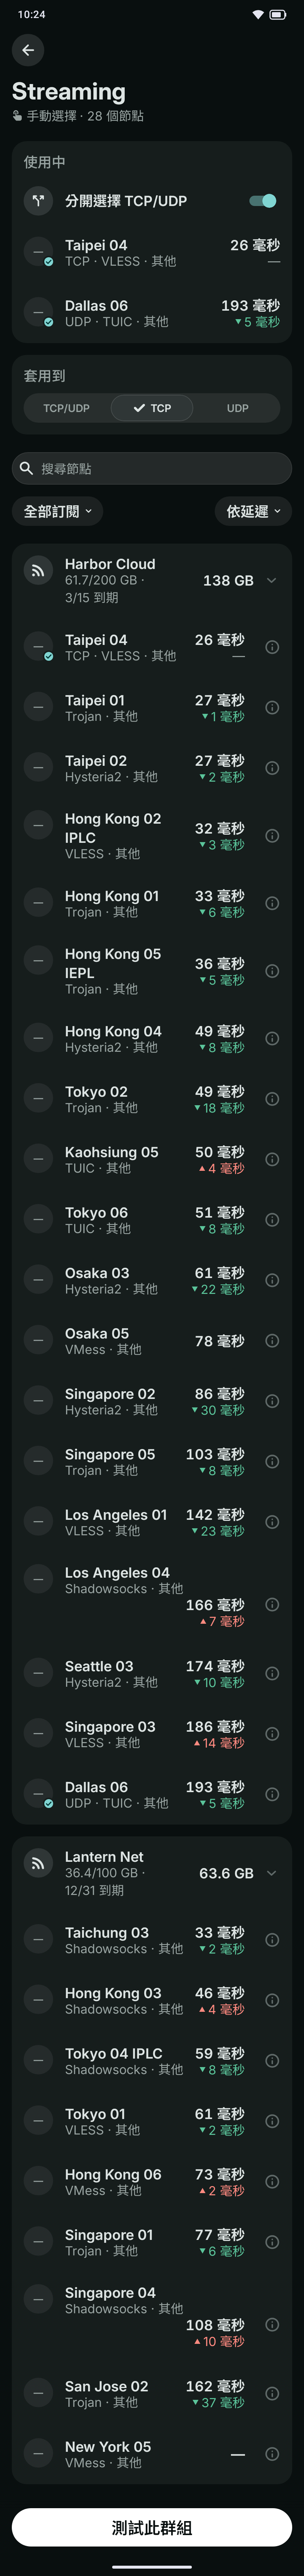 10:24
Streaming
手動選擇 · 28 個節點
使用中
分開選擇 TCP/UDP
Taipei 04
26 毫秒
TCP · VLESS · 其他
—
Dallas 06
193 毫秒
UDP · TUIC · 其他
▼5 毫秒
套用到
TCP/UDP
TCP
UDP
搜尋節點
全部訂閱
依延遲
Harbor Cloud
61.7/200 GB ·
3/15 到期
138 GB
Taipei 04
26 毫秒
TCP · VLESS · 其他
—
Taipei 01
27 毫秒
Trojan · 其他
▼1 毫秒
Taipei 02
27 毫秒
Hysteria2 · 其他
▼2 毫秒
Hong Kong 02
IPLC
32 毫秒
VLESS · 其他
▼3 毫秒
Hong Kong 01
33 毫秒
Trojan · 其他
▼6 毫秒
Hong Kong 05
IEPL
36 毫秒
Trojan · 其他
▼5 毫秒
Hong Kong 04
49 毫秒
Hysteria2 · 其他
▼8 毫秒
Tokyo 02
49 毫秒
Trojan · 其他
▼18 毫秒
Kaohsiung 05
50 毫秒
TUIC · 其他
▲4 毫秒
Tokyo 06
51 毫秒
TUIC · 其他
▼8 毫秒
Osaka 03
61 毫秒
Hysteria2 · 其他
▼22 毫秒
Osaka 05
78 毫秒
VMess · 其他
Singapore 02
86 毫秒
Hysteria2 · 其他
▼30 毫秒
Singapore 05
103 毫秒
Trojan · 其他
▼8 毫秒
Los Angeles 01
142 毫秒
VLESS · 其他
▼23 毫秒
Los Angeles 04
Shadowsocks · 其他
166 毫秒
▲7 毫秒
Seattle 03
174 毫秒
Hysteria2 · 其他
▼10 毫秒
Singapore 03
186 毫秒
VLESS · 其他
▲14 毫秒
Dallas 06
193 毫秒
UDP · TUIC · 其他
▼5 毫秒
Lantern Net
36.4/100 GB ·
12/31 到期
63.6 GB
Taichung 03
33 毫秒
Shadowsocks · 其他
▼2 毫秒
Hong Kong 03
46 毫秒
Shadowsocks · 其他
▲4 毫秒
Tokyo 04 IPLC
59 毫秒
Shadowsocks · 其他
▼8 毫秒
Tokyo 01
61 毫秒
VLESS · 其他
▼2 毫秒
Hong Kong 06
73 毫秒
VMess · 其他
▲2 毫秒
Singapore 01
77 毫秒
Trojan · 其他
▼6 毫秒
Singapore 04
Shadowsocks · 其他
108 毫秒
▲10 毫秒
San Jose 02
162 毫秒
Trojan · 其他
▼37 毫秒
New York 05
—
VMess · 其他
測試此群組